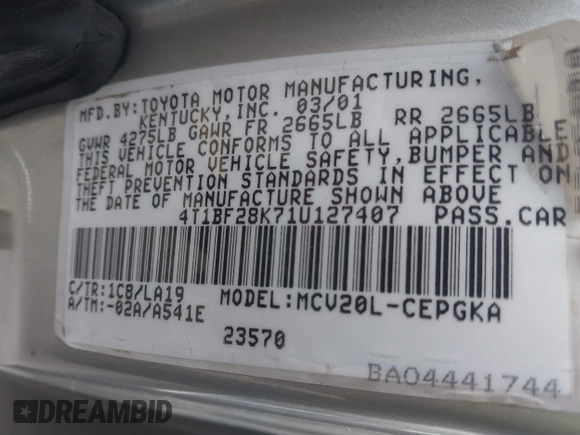 MFD.BY:TOYOTA MOTOR MANUFACTURING,
KENTUCKY,INC. 03/01
GVWR 4275LB GAWR FR 2665LB RR 2665LB
THIS VEHICLE CONFORMS TO ALL APPLICABLE
FEDERAL MOTOR VEHICLE SAFETY,BUMPER AND
THEFT PREVENTION STANDARDS IN EFFECT ON
THE DATE OF MANUFACTURE SHOWN ABOVE
4T1BF28K71U127407 PASS.CAR
C/TR:1C8/LA19 MODEL:MCV20L-CEPGKA
A/TM:-02A/A541E
23570
BA04441744
DREAMBID